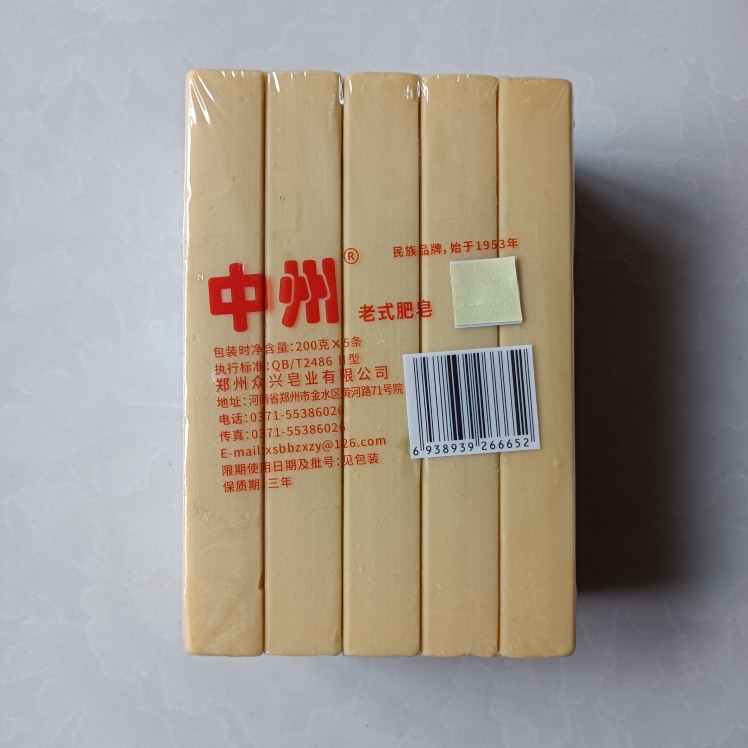 民族品牌,始于1953年
中州®
老式肥皂
包装时净含量:200克×5条
执行标准:QB/T2486 II型
郑州众兴皂业有限公司
地址:河南省郑州市金水区黄河路71号院
电话:0371-55386026
传真:0371-55386026
E-mail:xsbbzxzy@126.com
限期使用日期及批号:见包装
保质期:三年
6 938939 266652